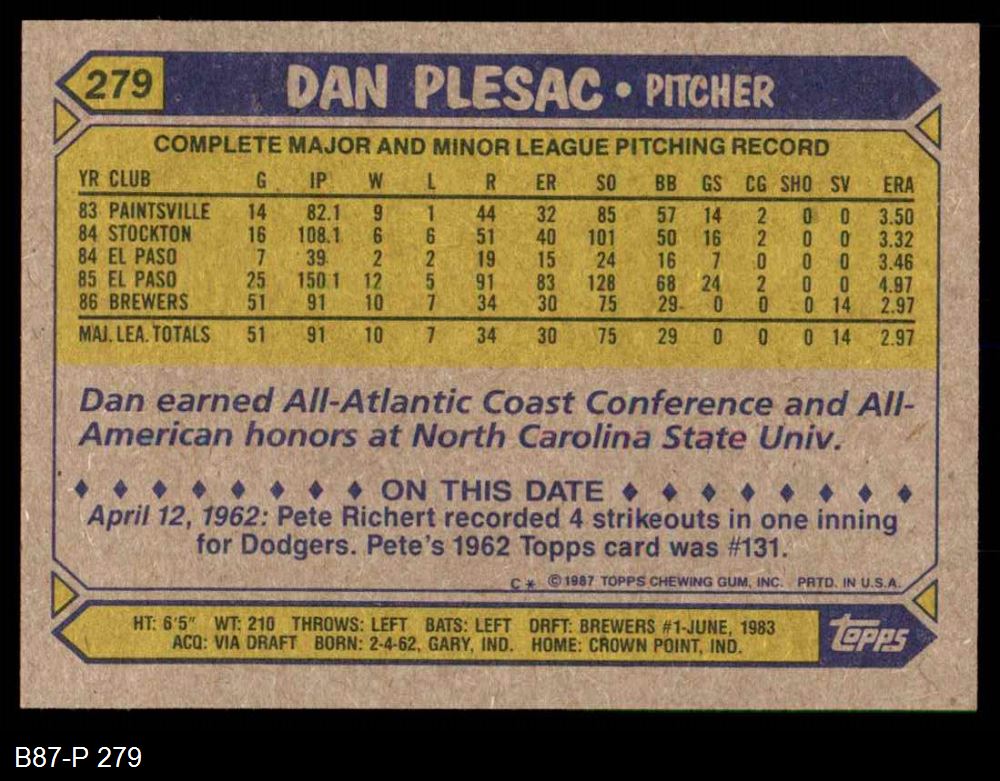 279 DAN PLESAC • PITCHER
COMPLETE MAJOR AND MINOR LEAGUE PITCHING RECORD
YR CLUB G IP W L R ER SO BB GS CG SHO SV ERA
83 PAINTSVILLE 14 82.1 9 1 44 32 85 57 14 2 0 0 3.50
84 STOCKTON 16 108.1 6 6 51 40 101 50 16 2 0 0 3.32
84 EL PASO 7 39 2 2 19 15 24 16 7 0 0 0 3.46
85 EL PASO 25 150.1 12 5 91 83 128 68 24 2 0 0 4.97
86 BREWERS 51 91 10 7 34 30 75 29 0 0 0 14 2.97
MAJ. LEA. TOTALS 51 91 10 7 34 30 75 29 0 0 0 14 2.97
Dan earned All-Atlantic Coast Conference and All-
American honors at North Carolina State Univ.
ON THIS DATE
April 12, 1962: Pete Richert recorded 4 strikeouts in one inning
for Dodgers. Pete's 1962 Topps card was #131.
C* ©1987 TOPPS CHEWING GUM, INC. PRTD. IN U.S.A.
HT: 6'5" WT: 210 THROWS: LEFT BATS: LEFT DRFT: BREWERS #1-JUNE, 1983
ACQ: VIA DRAFT BORN: 2-4-62, GARY, IND. HOME: CROWN POINT, IND.
topps
B87-P 279